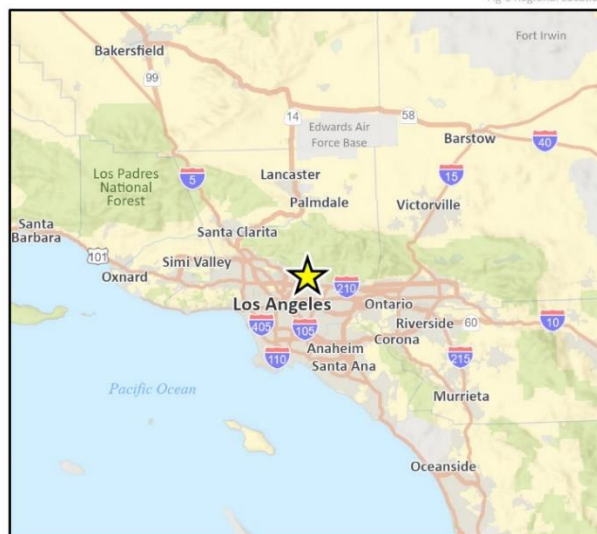 Fort Irwin
Bakersfield
99
14
58
Edwards Air
Force Base
Barstow
40
Los Padres
National
Forest
5
Lancaster
15
Palmdale
Victorville
Santa
Barbara
Santa Clarita
101
Simi Valley
Oxnard
210
Los Angeles
Ontario
405
105
Riverside
60
10
Corona
110
Anaheim
215
Santa Ana
Pacific Ocean
Murrieta
Oceanside